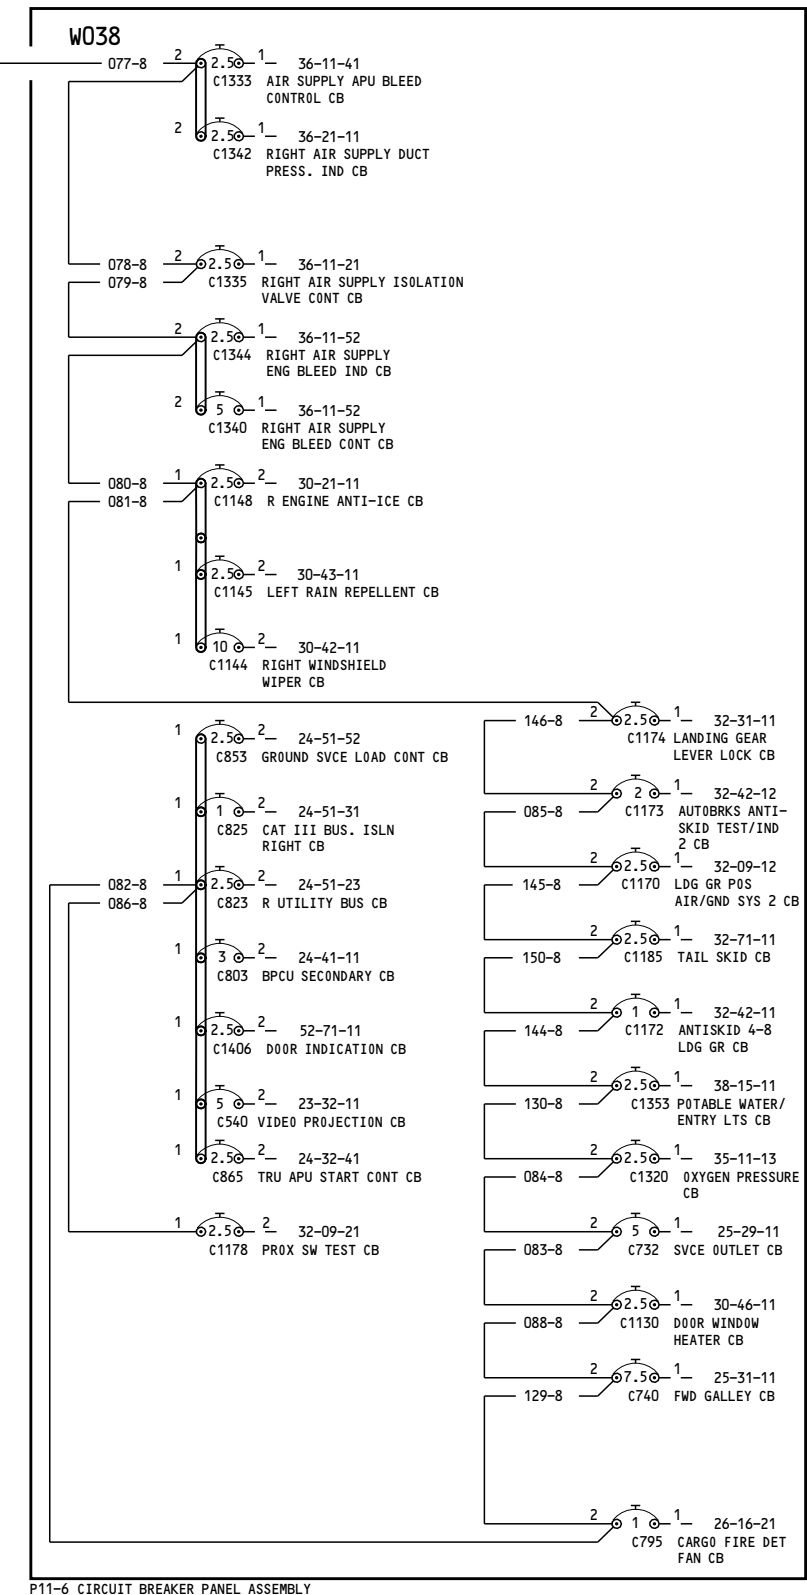 W038
077-8 2 2.5 1 36-11-41
C1333 AIR SUPPLY APU BLEED
CONTROL CB
2 2.5 1 36-21-11
C1342 RIGHT AIR SUPPLY DUCT
PRESS. IND CB
078-8 2 2.5 1 36-11-21
079-8 C1335 RIGHT AIR SUPPLY ISOLATION
VALVE CONT CB
2 2.5 1 36-11-52
C1344 RIGHT AIR SUPPLY
ENG BLEED IND CB
2 5 1 36-11-52
C1340 RIGHT AIR SUPPLY
ENG BLEED CONT CB
080-8 1 2.5 2 30-21-11
081-8 C1148 R ENGINE ANTI-ICE CB
1 2.5 2 30-43-11
C1145 LEFT RAIN REPELLENT CB
1 10 2 30-42-11
C1144 RIGHT WINDSHIELD
WIPER CB
1 2.5 2 24-51-52
C853 GROUND SVCE LOAD CONT CB
1 1 2 24-51-31
C825 CAT III BUS. ISLN
RIGHT CB
082-8 1 2.5 2 24-51-23
086-8 C823 R UTILITY BUS CB
1 3 2 24-41-11
C803 BPCU SECONDARY CB
1 2.5 2 52-71-11
C1406 DOOR INDICATION CB
1 5 2 23-32-11
C540 VIDEO PROJECTION CB
1 2.5 2 24-32-41
C865 TRU APU START CONT CB
1 2.5 2 32-09-21
C1178 PROX SW TEST CB
146-8 2 2.5 1 32-31-11
C1174 LANDING GEAR
LEVER LOCK CB
2 2 1 32-42-12
085-8 C1173 AUTOBRKS ANTI-
SKID TEST/IND
2 CB
2 2.5 1 32-09-12
145-8 C1170 LDG GR POS
AIR/GND SYS 2 CB
2 2.5 1 32-71-11
150-8 C1185 TAIL SKID CB
2 1 1 32-42-11
144-8 C1172 ANTISKID 4-8
LDG GR CB
2 2.5 1 38-15-11
130-8 C1353 POTABLE WATER/
ENTRY LTS CB
2 2.5 1 35-11-13
084-8 C1320 OXYGEN PRESSURE
CB
2 5 1 25-29-11
083-8 C732 SVCE OUTLET CB
2 2.5 1 30-46-11
088-8 C1130 DOOR WINDOW
HEATER CB
2 7.5 1 25-31-11
129-8 C740 FWD GALLEY CB
2 1 1 26-16-21
C795 CARGO FIRE DET
FAN CB
P11-6 CIRCUIT BREAKER PANEL ASSEMBLY